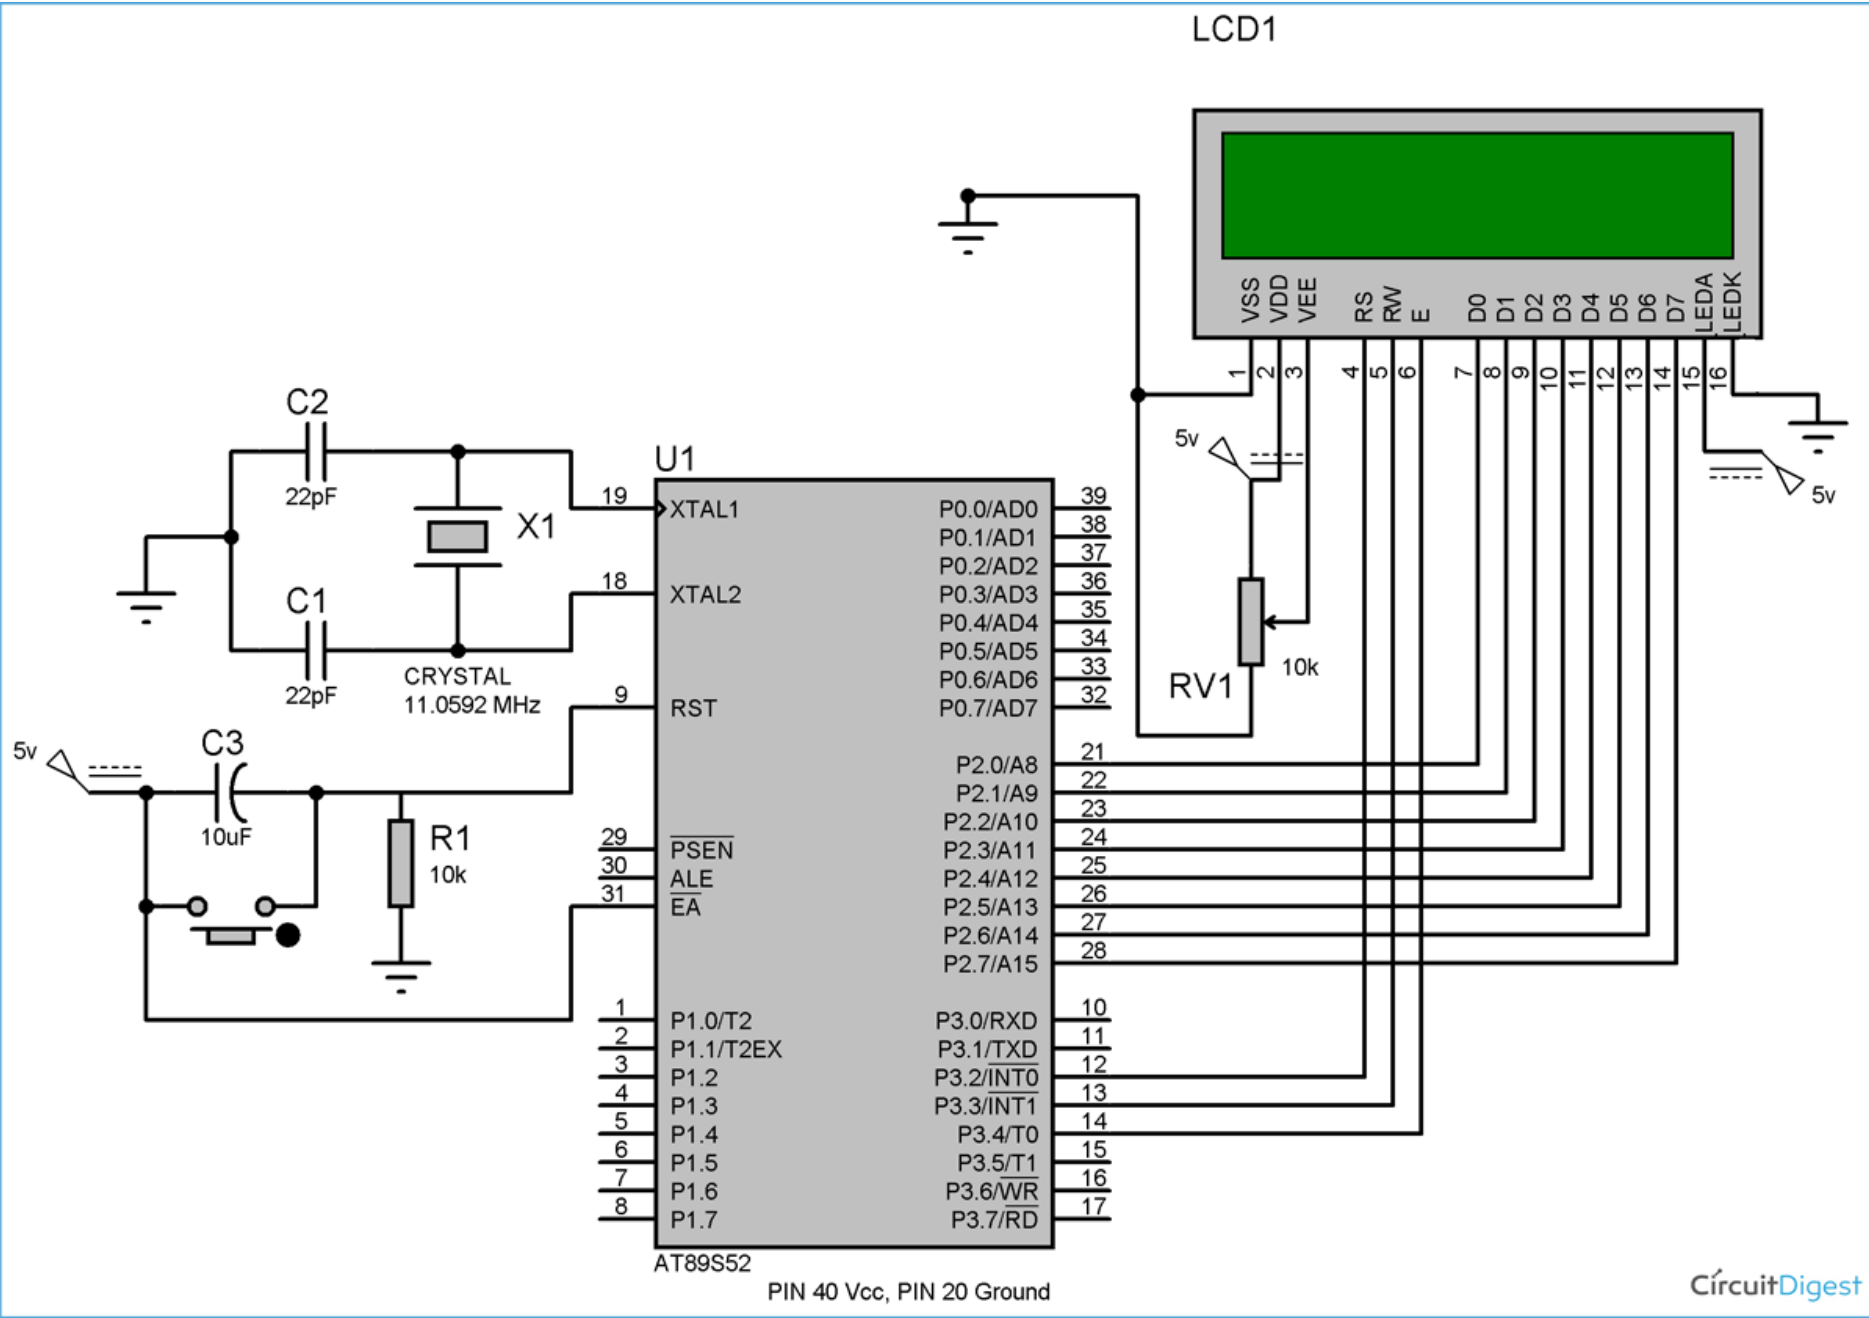 LCD1
VSS VDD VEE RS RW E D0 D1 D2 D3 D4 D5 D6 D7 LEDA LEDK
1 2 3 4 5 6 7 8 9 10 11 12 13 14 15 16
5v
5v
RV1
10k
C2
22pF
C1
22pF
X1
CRYSTAL
11.0592 MHz
5v
C3
10uF
R1
10k
U1
19 XTAL1
18 XTAL2
9 RST
29 PSEN
30 ALE
31 EA
1 P1.0/T2
2 P1.1/T2EX
3 P1.2
4 P1.3
5 P1.4
6 P1.5
7 P1.6
8 P1.7
P0.0/AD0 39
P0.1/AD1 38
P0.2/AD2 37
P0.3/AD3 36
P0.4/AD4 35
P0.5/AD5 34
P0.6/AD6 33
P0.7/AD7 32
P2.0/A8 21
P2.1/A9 22
P2.2/A10 23
P2.3/A11 24
P2.4/A12 25
P2.5/A13 26
P2.6/A14 27
P2.7/A15 28
P3.0/RXD 10
P3.1/TXD 11
P3.2/INT0 12
P3.3/INT1 13
P3.4/T0 14
P3.5/T1 15
P3.6/WR 16
P3.7/RD 17
AT89S52
PIN 40 Vcc, PIN 20 Ground
CircuitDigest